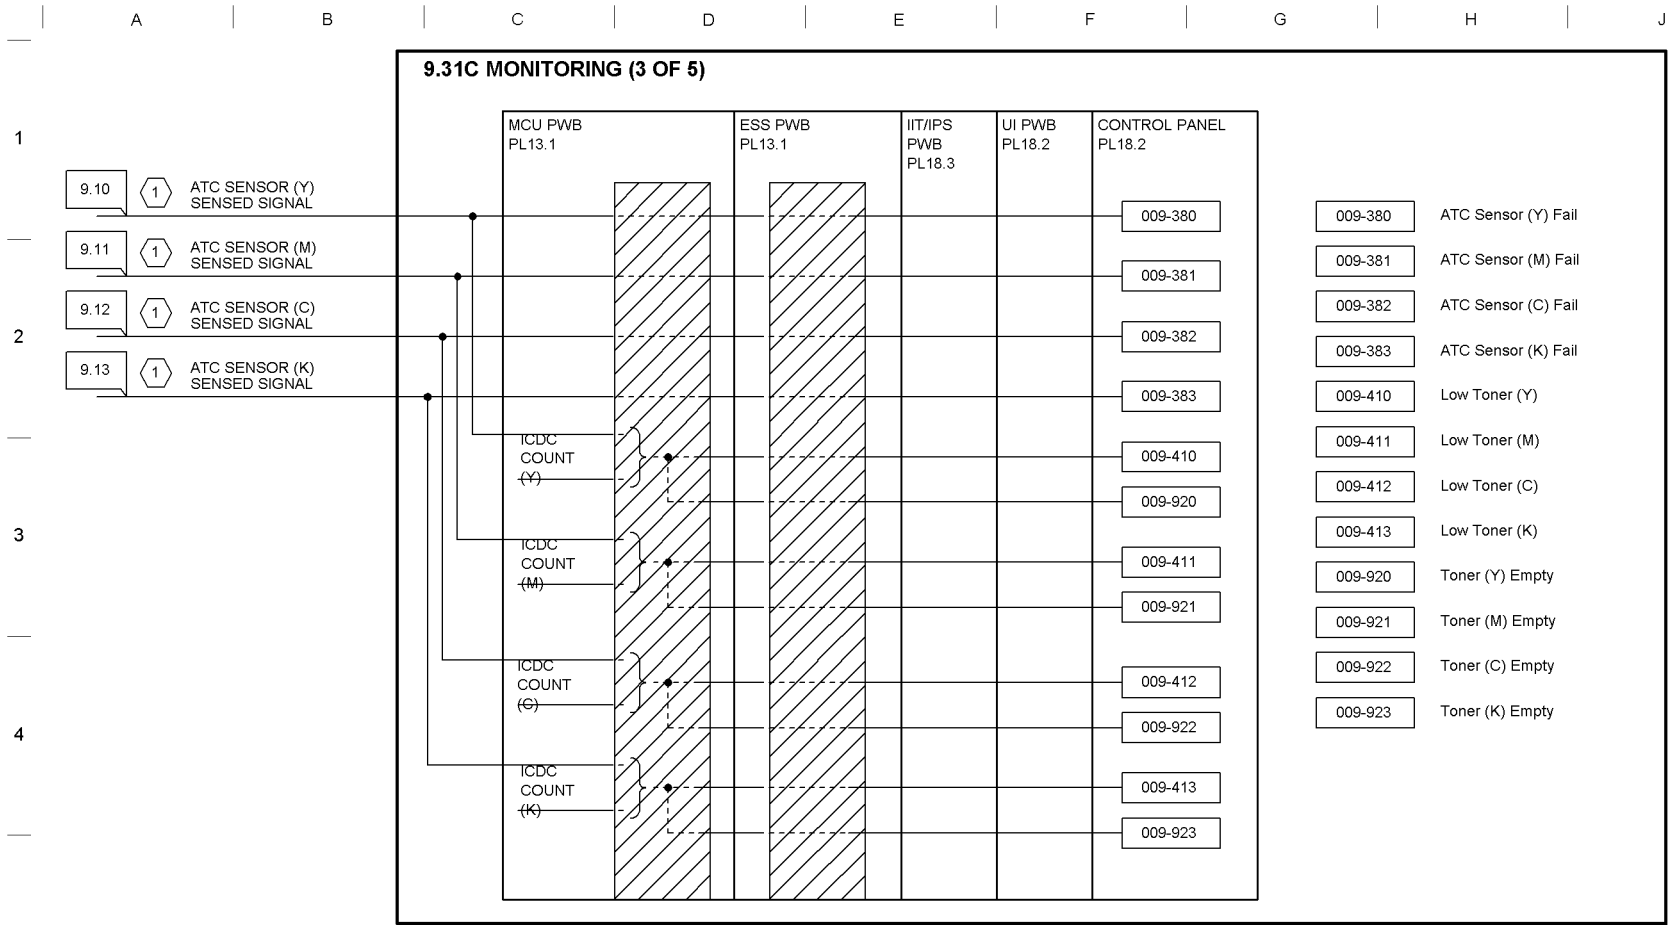 A B C D E F G H J
9.31C MONITORING (3 OF 5)
1
2
3
4
MCU PWB
PL13.1
ESS PWB
PL13.1
IIT/IPS
PWB
PL18.3
UI PWB
PL18.2
CONTROL PANEL
PL18.2
9.10
1
ATC SENSOR (Y)
SENSED SIGNAL
9.11
1
ATC SENSOR (M)
SENSED SIGNAL
9.12
1
ATC SENSOR (C)
SENSED SIGNAL
9.13
1
ATC SENSOR (K)
SENSED SIGNAL
ICDC
COUNT
(Y)
ICDC
COUNT
(M)
ICDC
COUNT
(C)
ICDC
COUNT
(K)
009-380
009-381
009-382
009-383
009-410
009-920
009-411
009-921
009-412
009-922
009-413
009-923
009-380 ATC Sensor (Y) Fail
009-381 ATC Sensor (M) Fail
009-382 ATC Sensor (C) Fail
009-383 ATC Sensor (K) Fail
009-410 Low Toner (Y)
009-411 Low Toner (M)
009-412 Low Toner (C)
009-413 Low Toner (K)
009-920 Toner (Y) Empty
009-921 Toner (M) Empty
009-922 Toner (C) Empty
009-923 Toner (K) Empty